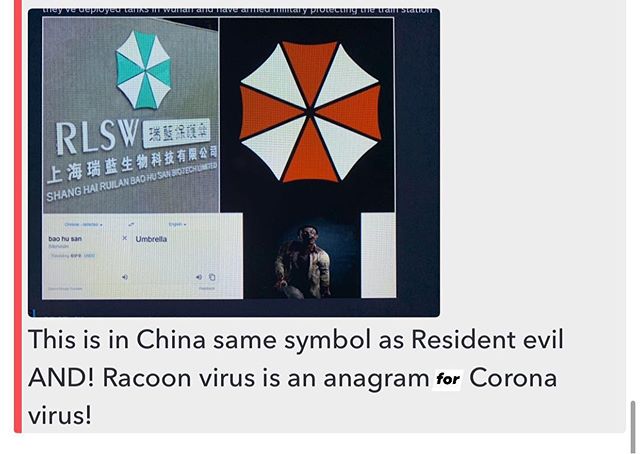 they've deployed tanks in wuhan and have armed military protecting the train station
RLSW 瑞藍保護傘
上海瑞藍生物科技有限公司
SHANG HAI RUILAN BAO HU SAN BIOTECH LIMITED
English
bao hu san × Umbrella
This is in China same symbol as Resident evil
AND! Racoon virus is an anagram for Corona
virus!